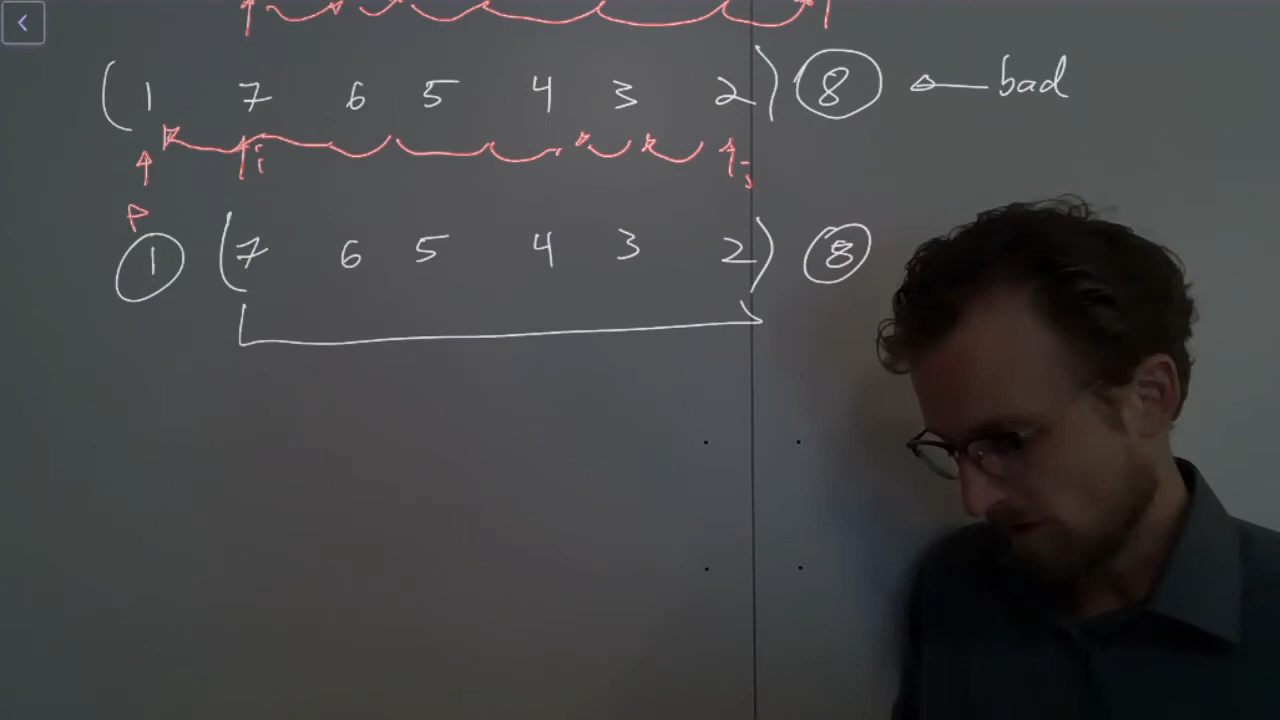 ( 1 7 6 5 4 3 2 ) 8 ← bad
i j
P
1 ( 7 6 5 4 3 2 ) 8